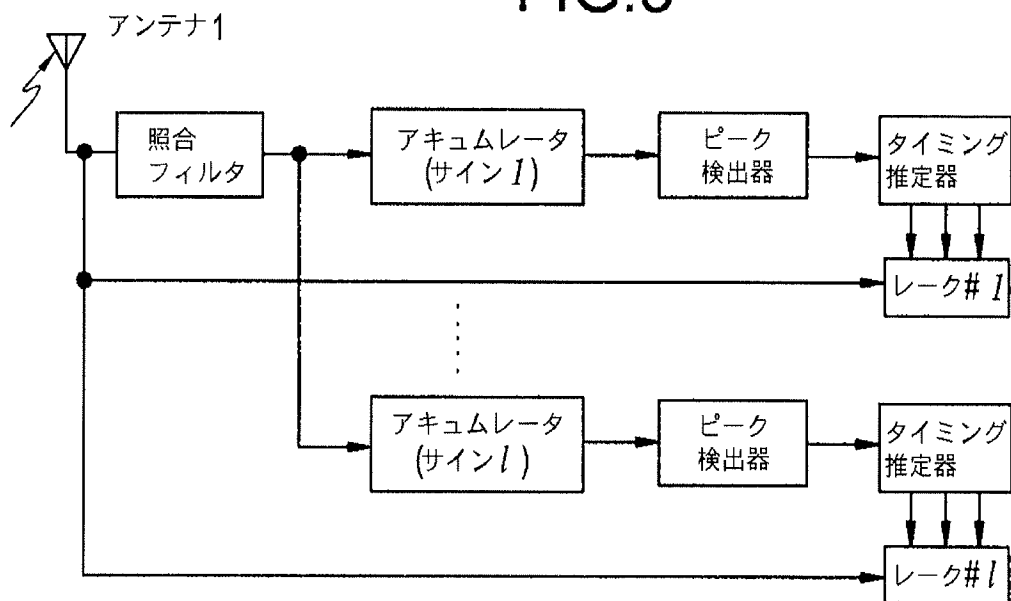 アンテナ1
照合
フィルタ
アキュムレータ
(サイン1)
ピーク
検出器
タイミング
推定器
レーク#1
アキュムレータ
(サインl)
ピーク
検出器
タイミング
推定器
レーク#l